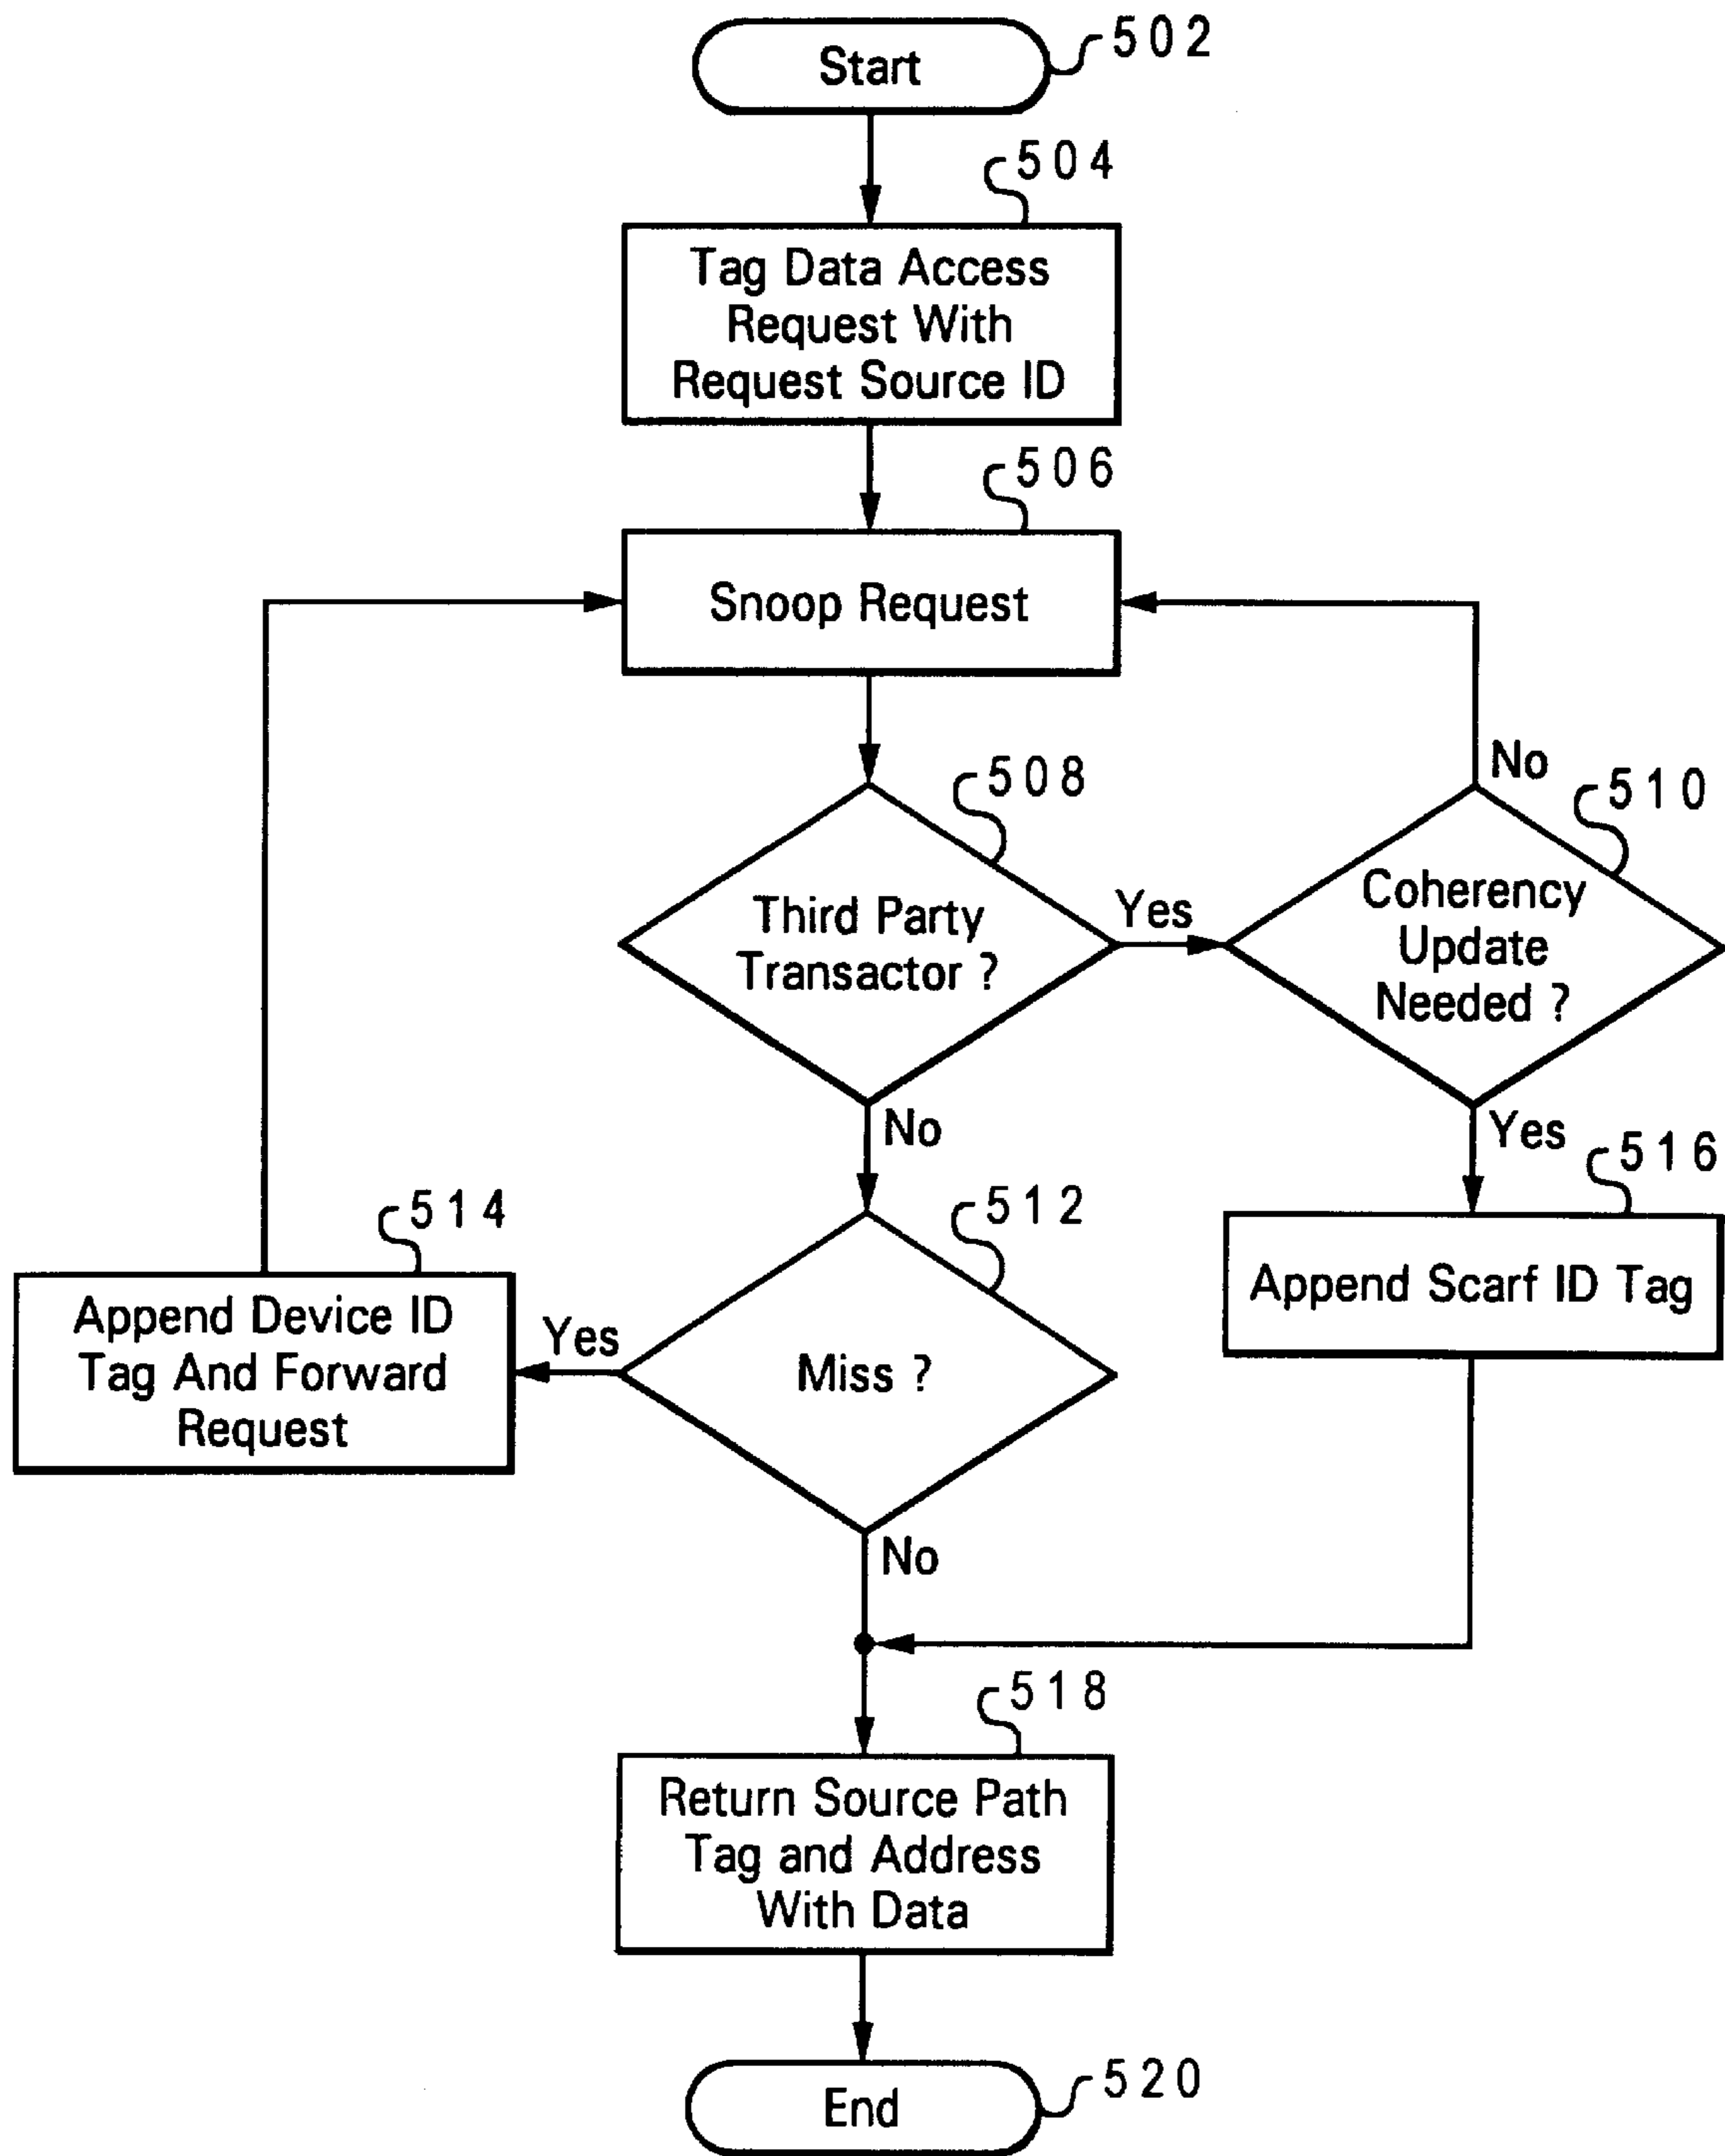 Start
502
504
Tag Data Access
Request With
Request Source ID
506
Snoop Request
508
Third Party
Transactor ?
Yes
No
510
Coherency
Update
Needed ?
No
Yes
512
Miss ?
Yes
No
514
Append Device ID
Tag And Forward
Request
516
Append Scarf ID Tag
518
Return Source Path
Tag and Address
With Data
End
520